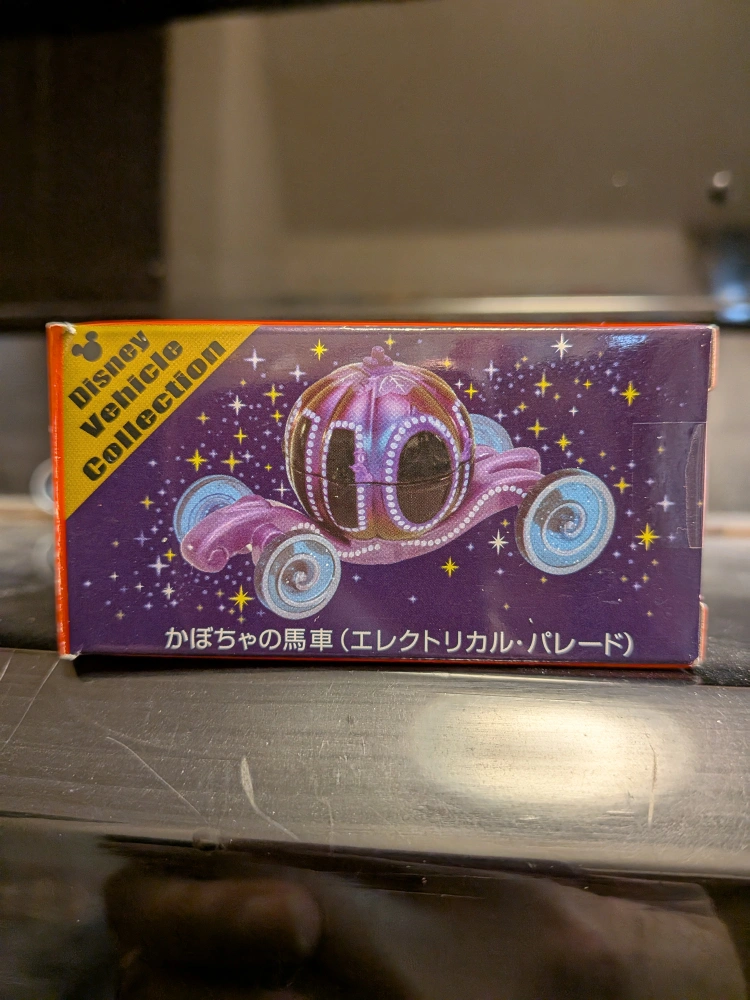 Disney
Vehicle
Collection
かぼちゃの馬車(エレクトリカル・パレード)